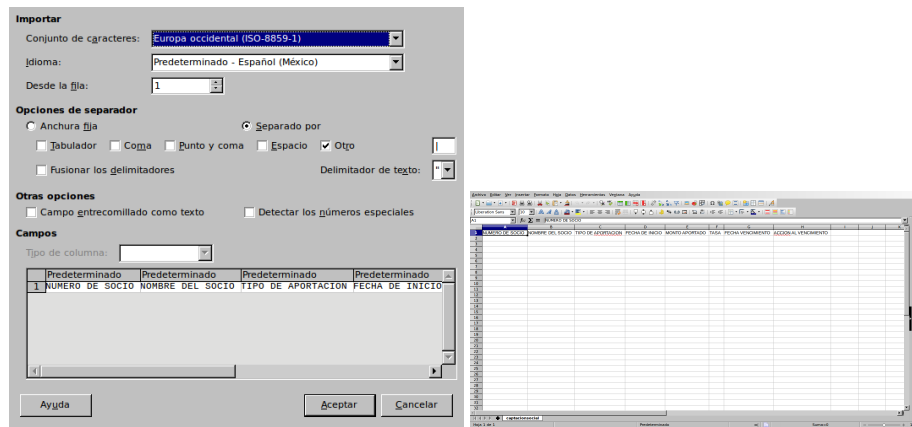 Importar
Conjunto de caracteres: Europa occidental (ISO-8859-1)
Idioma: Predeterminado - Español (México)
Desde la fila: 1
Opciones de separador
Anchura fija Separado por
Tabulador Coma Punto y coma Espacio Otro |
Fusionar los delimitadores Delimitador de texto: "
Otras opciones
Campo entrecomillado como texto Detectar los números especiales
Campos
Tipo de columna:
Predeterminado Predeterminado Predeterminado Predeterminado
1 NUMERO DE SOCIO NOMBRE DEL SOCIO TIPO DE APORTACION FECHA DE INICIO
Ayuda Aceptar Cancelar
Archivo Editar Ver Insertar Formato Hoja Datos Herramientas Ventana Ayuda
Liberation Sans 10
A1 NUMERO DE SOCIO
NUMERO DE SOCIO NOMBRE DEL SOCIO TIPO DE APORTACION FECHA DE INICIO MONTO APORTADO TASA FECHA VENCIMIENTO ACCION AL VENCIMIENTO
captacionsocial
Hoja 1 de 1 Predeterminado Suma=0